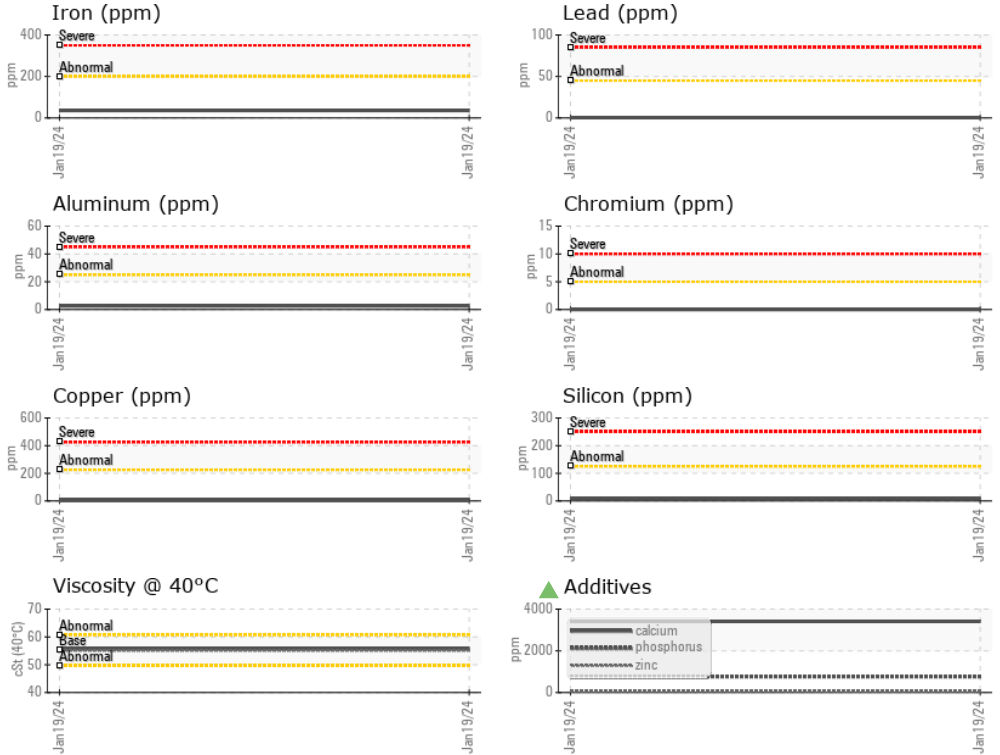 Iron (ppm)
400
200
0
ppm
Severe
Abnormal
Jan19/24
Jan19/24
Lead (ppm)
100
50
0
ppm
Severe
Abnormal
Jan19/24
Jan19/24
Aluminum (ppm)
60
40
20
0
ppm
Severe
Abnormal
Jan19/24
Jan19/24
Chromium (ppm)
15
10
5
0
ppm
Severe
Abnormal
Jan19/24
Jan19/24
Copper (ppm)
600
400
200
0
ppm
Severe
Abnormal
Jan19/24
Jan19/24
Silicon (ppm)
300
200
100
0
ppm
Severe
Abnormal
Jan19/24
Jan19/24
Viscosity @ 40°C
70
60
50
40
cSt (40°C)
Abnormal
Base
Abnormal
Jan19/24
Jan19/24
Additives
4000
2000
0
ppm
calcium
phosphorus
zinc
Jan19/24
Jan19/24